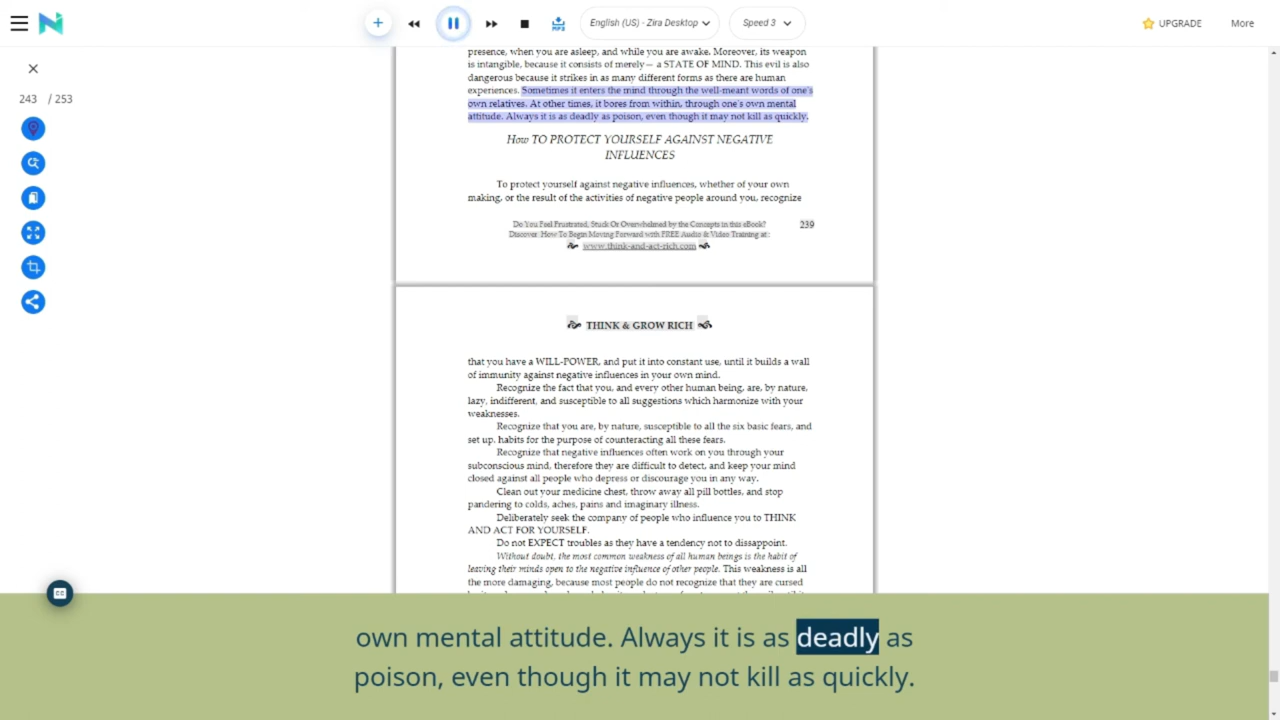 English (US) - Zira Desktop
Speed 3
UPGRADE
More
243 / 253
presence, when you are asleep, and while you are awake. Moreover, its weapon
is intangible, because it consists of merely— a STATE OF MIND. This evil is also
dangerous because it strikes in as many different forms as there are human
experiences. Sometimes it enters the mind through the well-meant words of one's
own relatives. At other times, it bores from within, through one's own mental
attitude. Always it is as deadly as poison, even though it may not kill as quickly.
How TO PROTECT YOURSELF AGAINST NEGATIVE
INFLUENCES
To protect yourself against negative influences, whether of your own
making, or the result of the activities of negative people around you, recognize
Do You Feel Frustrated, Stuck Or Overwhelmed by the Concepts in this eBook?
239
Discover How To Begin Moving Forward with FREE Audio & Video Training at:
www.think-and-act-rich.com
THINK & GROW RICH
that you have a WILL-POWER, and put it into constant use, until it builds a wall
of immunity against negative influences in your own mind.
Recognize the fact that you, and every other human being, are, by nature,
lazy, indifferent, and susceptible to all suggestions which harmonize with your
weaknesses.
Recognize that you are, by nature, susceptible to all the six basic fears, and
set up. habits for the purpose of counteracting all these fears.
Recognize that negative influences often work on you through your
subconscious mind, therefore they are difficult to detect, and keep your mind
closed against all people who depress or discourage you in any way.
Clean out your medicine chest, throw away all pill bottles, and stop
pandering to colds, aches, pains and imaginary illness.
Deliberately seek the company of people who influence you to THINK
AND ACT FOR YOURSELF.
Do not EXPECT troubles as they have a tendency not to dissappoint.
Without doubt, the most common weakness of all human beings is the habit of
leaving their minds open to the negative influence of other people. This weakness is all
the more damaging, because most people do not recognize that they are cursed
own mental attitude. Always it is as deadly as
poison, even though it may not kill as quickly.